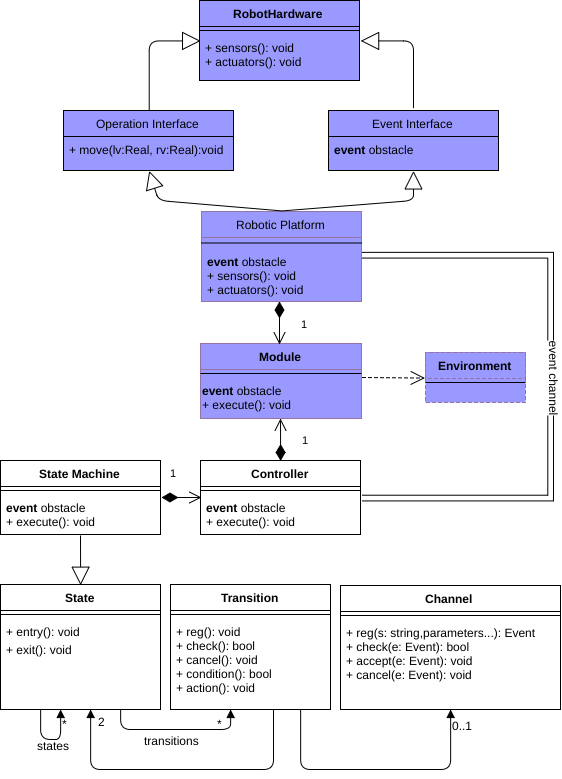 RobotHardware
+ sensors(): void
+ actuators(): void
Operation Interface
+ move(lv:Real, rv:Real):void
Event Interface
event obstacle
Robotic Platform
event obstacle
+ sensors(): void
+ actuators(): void
1
Module
event obstacle
+ execute(): void
Environment
event channel
1
State Machine
event obstacle
+ execute(): void
1
Controller
event obstacle
+ execute(): void
State
+ entry(): void
+ exit(): void
Transition
+ reg(): void
+ check(): bool
+ cancel(): void
+ condition(): bool
+ action(): void
Channel
+ reg(s: string,parameters...): Event
+ check(e: Event): bool
+ accept(e: Event): void
+ cancel(e: Event): void
*
states
2
*
transitions
0..1